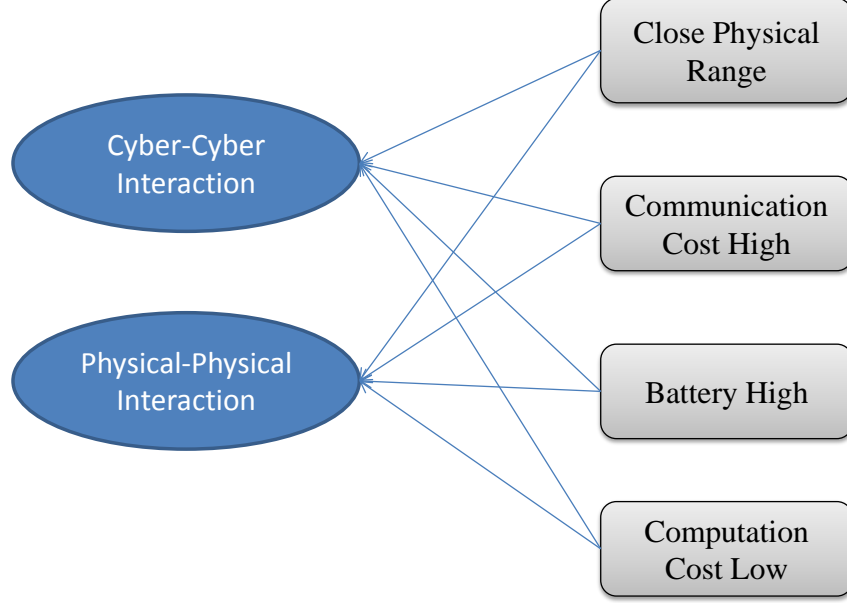 Close Physical
Range
Cyber-Cyber
Interaction
Communication
Cost High
Physical-Physical
Interaction
Battery High
Computation
Cost Low